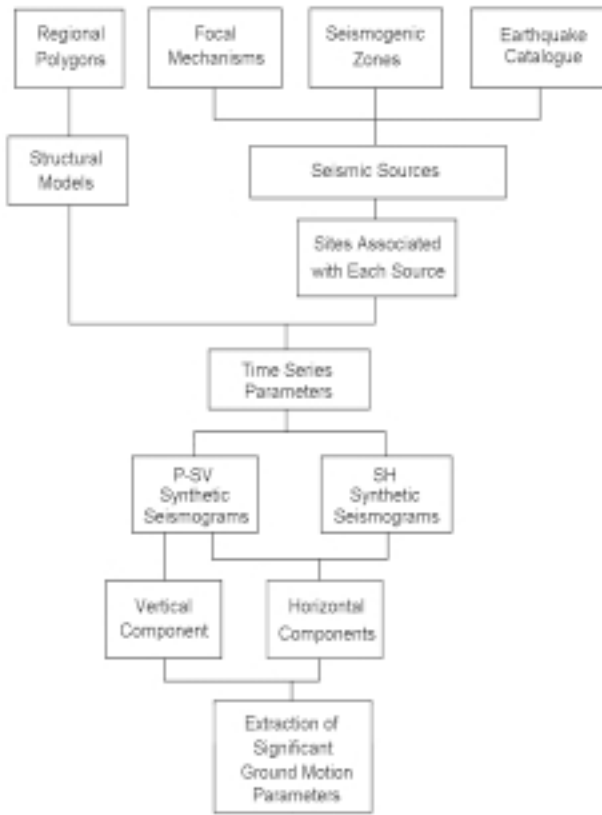 Regional
Polygons
Focal
Mechanisms
Seismogenic
Zones
Earthquake
Catalogue
Structural
Models
Seismic Sources
Sites Associated
with Each Source
Time Series
Parameters
P-SV
Synthetic
Seismograms
SH
Synthetic
Seismograms
Vertical
Component
Horizontal
Components
Extraction of
Significant
Ground Motion
Parameters